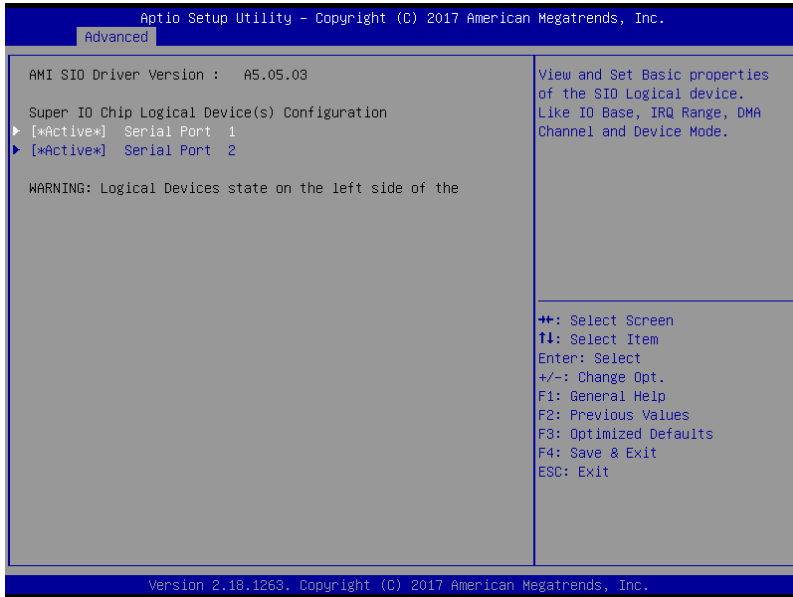 Aptio Setup Utility – Copyright (C) 2017 American Megatrends, Inc.
Advanced
AMI SIO Driver Version : A5.05.03
Super IO Chip Logical Device(s) Configuration
[*Active*] Serial Port 1
[*Active*] Serial Port 2
WARNING: Logical Devices state on the left side of the
View and Set Basic properties
of the SIO Logical device.
Like IO Base, IRQ Range, DMA
Channel and Device Mode.
→←: Select Screen
↑↓: Select Item
Enter: Select
+/-: Change Opt.
F1: General Help
F2: Previous Values
F3: Optimized Defaults
F4: Save & Exit
ESC: Exit
Version 2.18.1263. Copyright (C) 2017 American Megatrends, Inc.